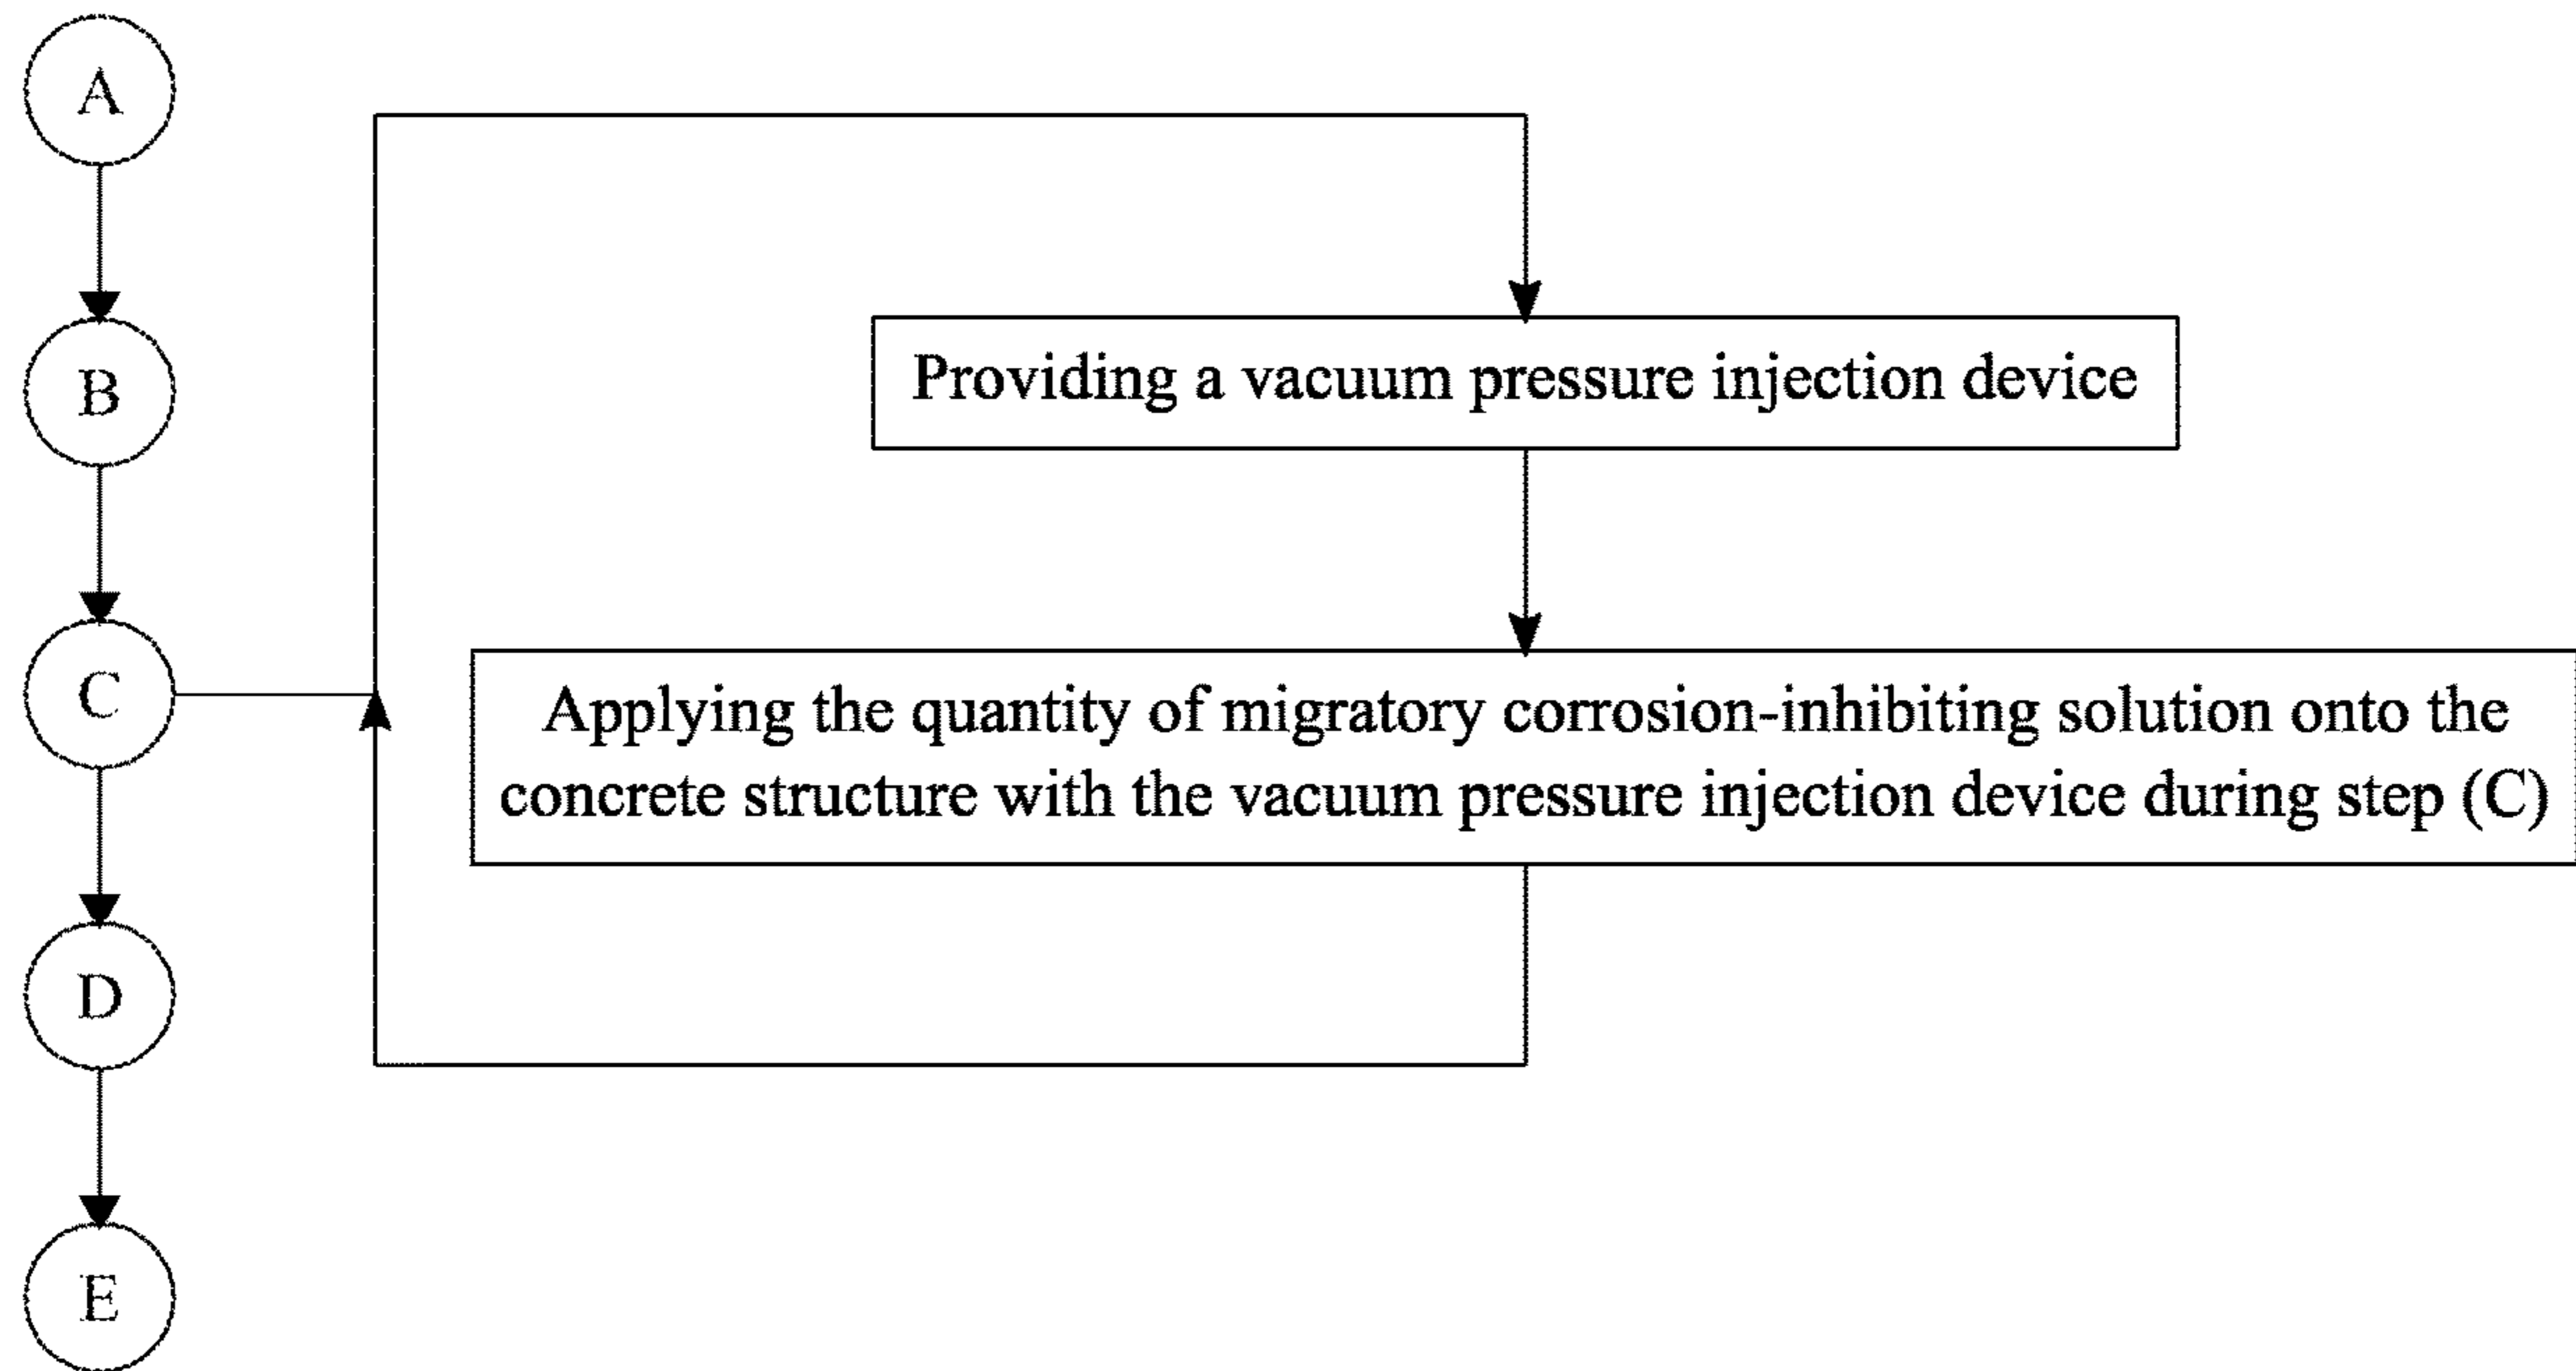 A
B
C
D
E
Providing a vacuum pressure injection device
Applying the quantity of migratory corrosion-inhibiting solution onto the
concrete structure with the vacuum pressure injection device during step (C)